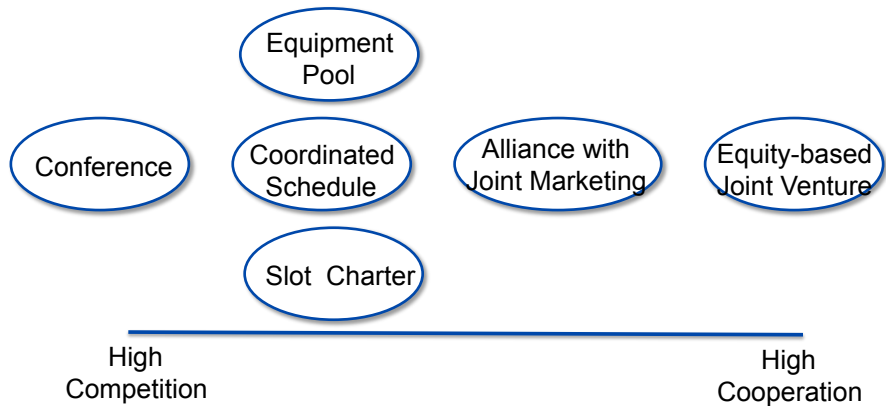 Equipment
Pool
Conference
Coordinated
Schedule
Alliance with
Joint Marketing
Equity-based
Joint Venture
Slot Charter
High
Competition
High
Cooperation